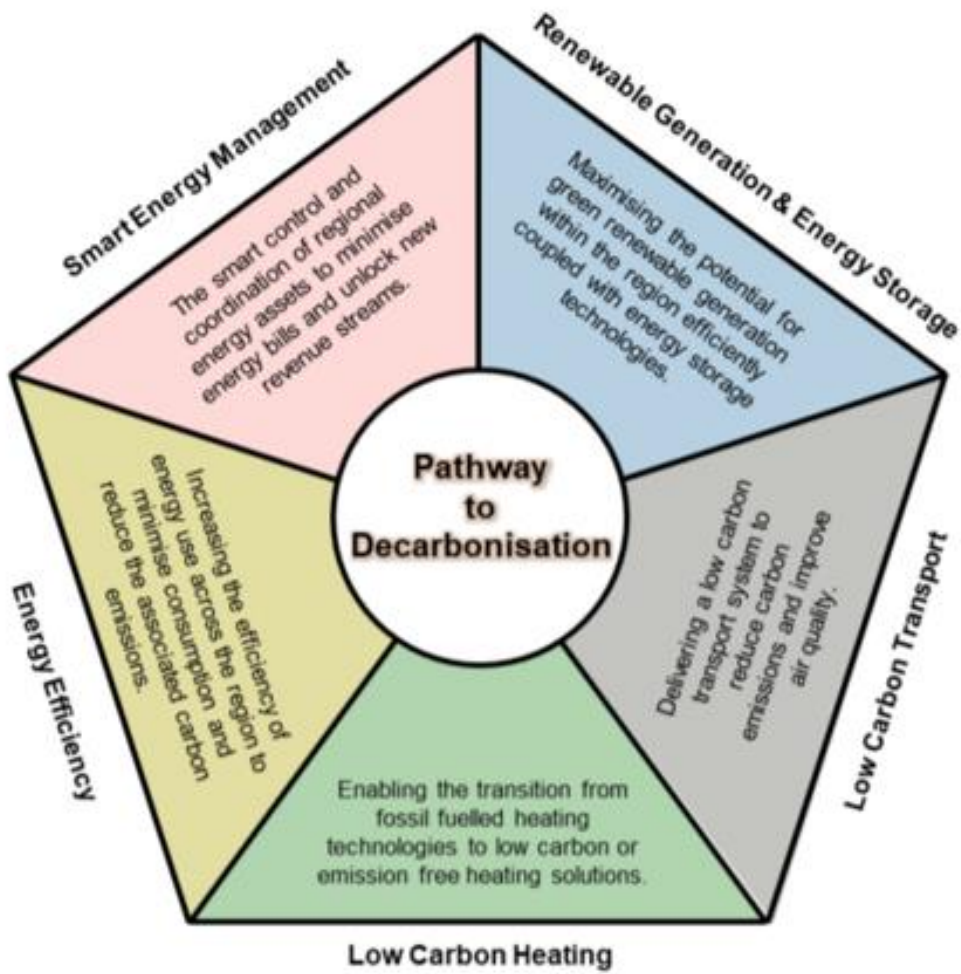 Smart Energy Management
The smart control and
coordination of regional
energy assets to minimise
energy bills and unlock new
revenue streams.
Renewable Generation & Energy Storage
Maximising the potential for
green renewable generation
within the region efficiently
coupled with energy storage
technologies.
Pathway
to
Decarbonisation
Energy Efficiency
Increasing the efficiency of
energy use across the region to
minimise consumption and
reduce the associated carbon
emissions.
Low Carbon Transport
Delivering a low carbon
transport system to
reduce carbon
emissions and improve
air quality.
Enabling the transition from
fossil fuelled heating
technologies to low carbon or
emission free heating solutions.
Low Carbon Heating